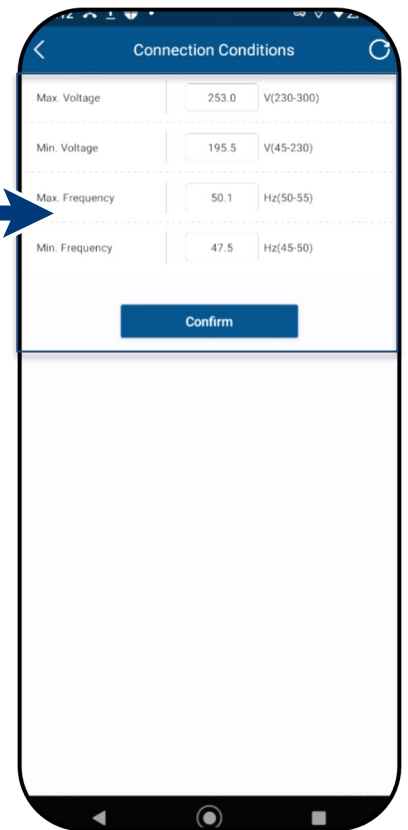 Connection Conditions
Max. Voltage 253.0 V(230-300)
Min. Voltage 195.5 V(45-230)
Max. Frequency 50.1 Hz(50-55)
Min. Frequency 47.5 Hz(45-50)
Confirm